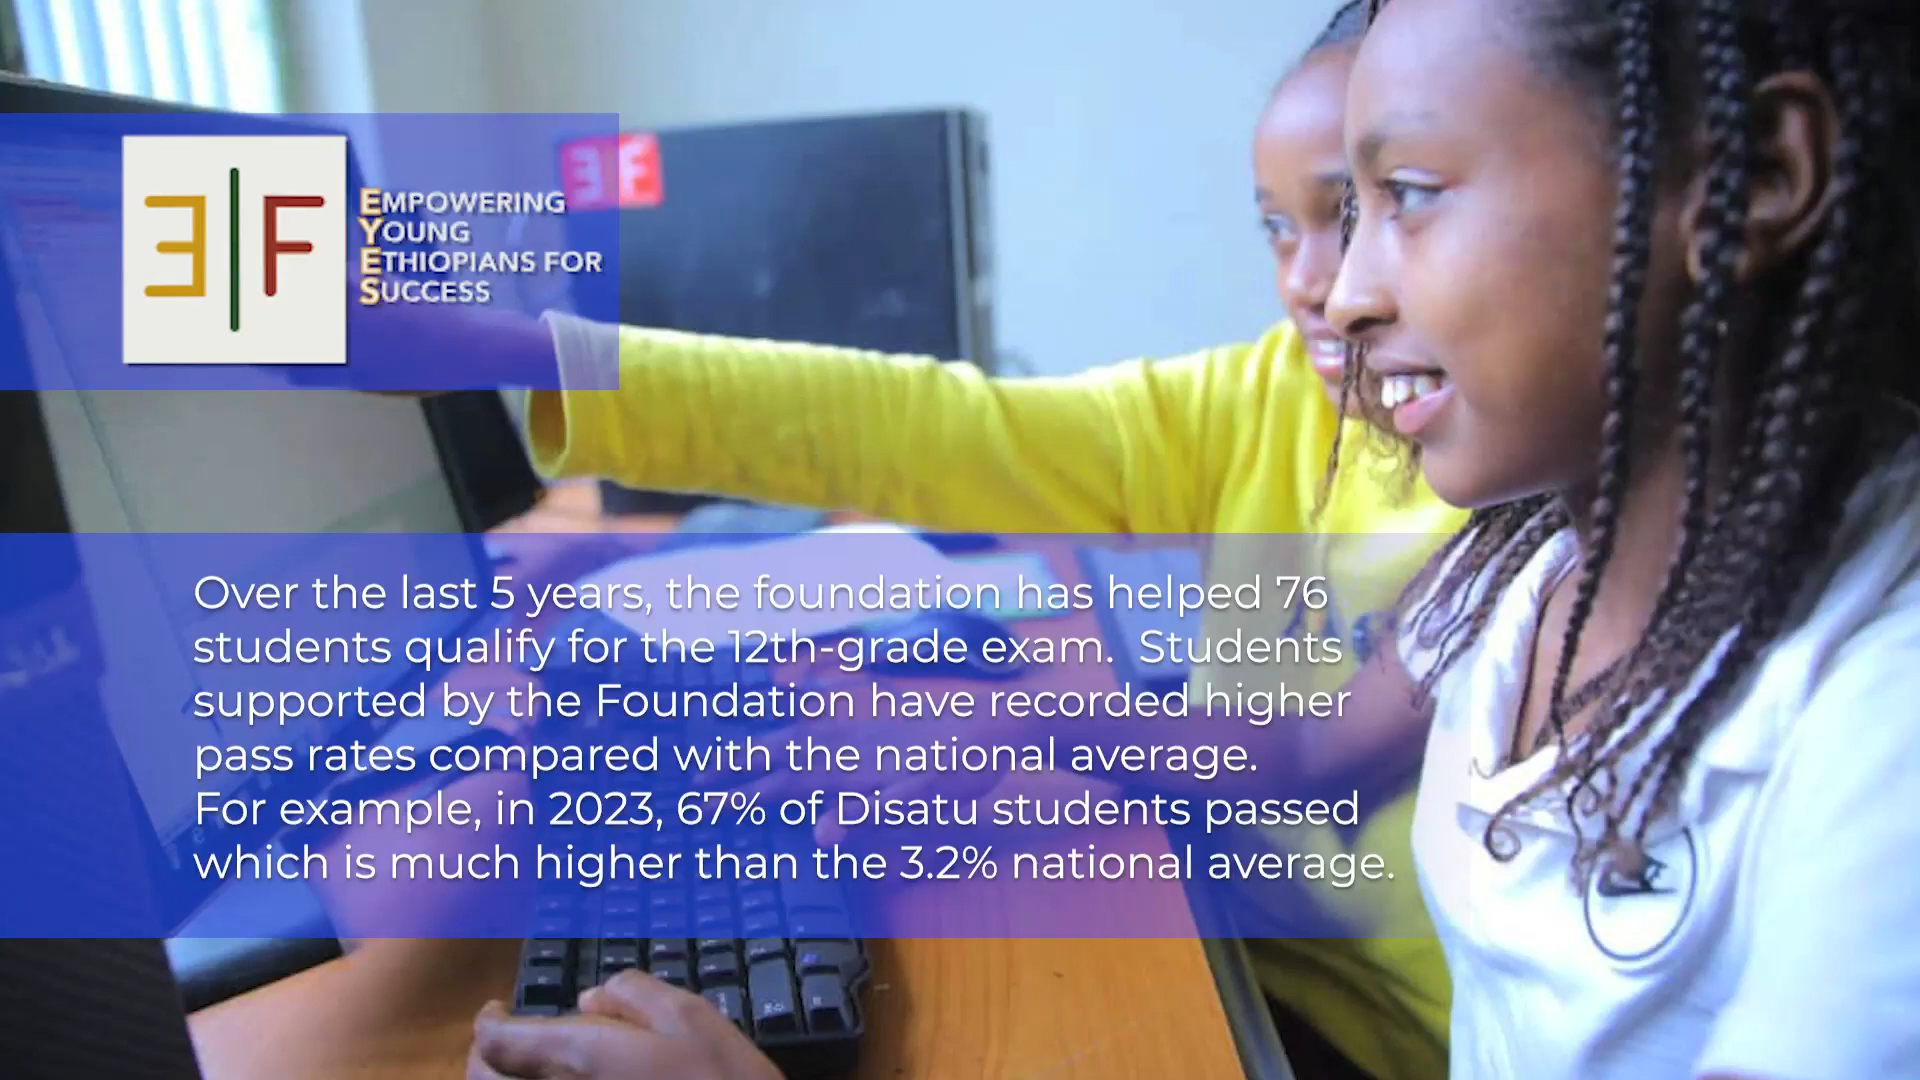 EMPOWERING
YOUNG
ETHIOPIANS FOR
SUCCESS
Over the last 5 years, the foundation has helped 76
students qualify for the 12th-grade exam.  Students
supported by the Foundation have recorded higher
pass rates compared with the national average.
For example, in 2023, 67% of Disatu students passed
which is much higher than the 3.2% national average.